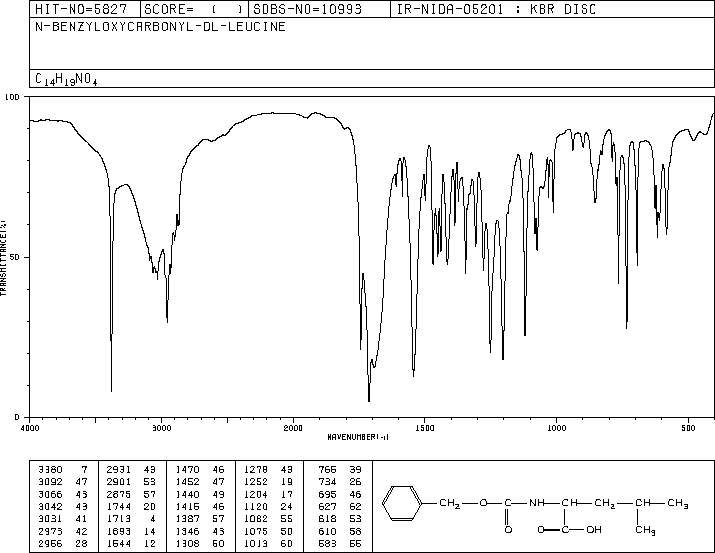 HIT-NO=5827 SCORE= ( ) SDBS-NO=10993 IR-NIDA-05201 : KBR DISC
N-BENZYLOXYCARBONYL-DL-LEUCINE
C14H19NO4
100
50
0
TRANSMITTANCE(%)
4000 3000 2000 1500 1000 500
WAVENUMBER(-1)
3380 7 2931 49 1470 46 1278 43 766 39
3092 47 2901 53 1452 47 1252 19 734 26
3066 43 2875 57 1440 49 1204 17 695 46
3042 43 1744 20 1415 46 1120 24 627 62
3031 41 1713 4 1387 57 1082 55 618 53
2973 42 1693 14 1346 43 1075 50 610 58
2956 28 1544 12 1308 50 1013 60 583 55
CH2 O C NH CH CH2 CH CH3
O O C OH CH3